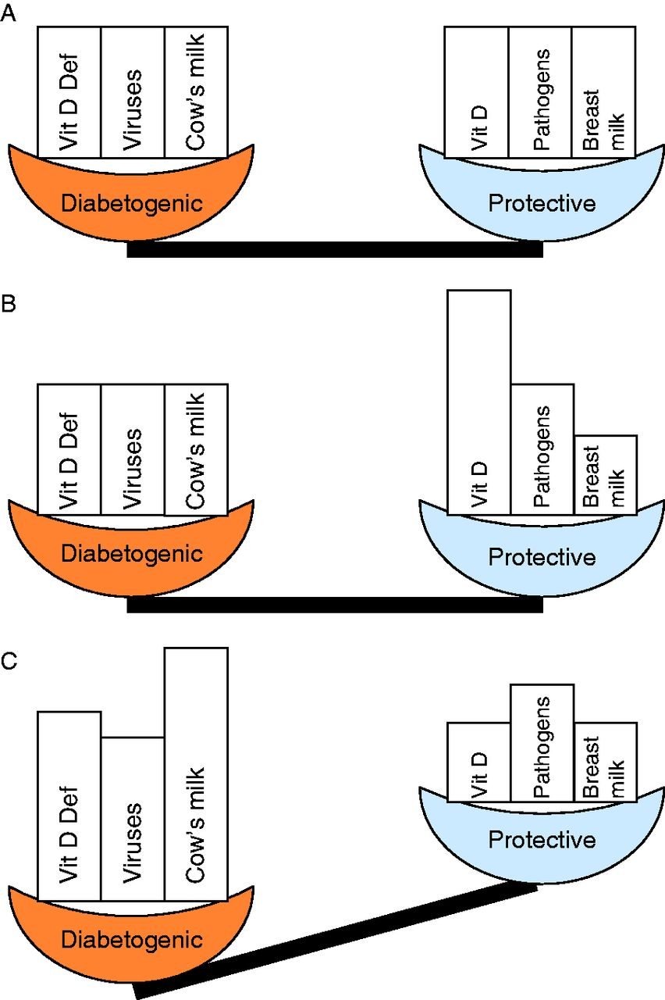 A
Vit D Def
Viruses
Cow's milk
Vit D
Pathogens
Breast
milk
Diabetogenic
Protective
B
Vit D Def
Viruses
Cow's milk
Vit D
Pathogens
Breast
milk
Diabetogenic
Protective
C
Vit D Def
Viruses
Cow's milk
Vit D
Pathogens
Breast
milk
Diabetogenic
Protective